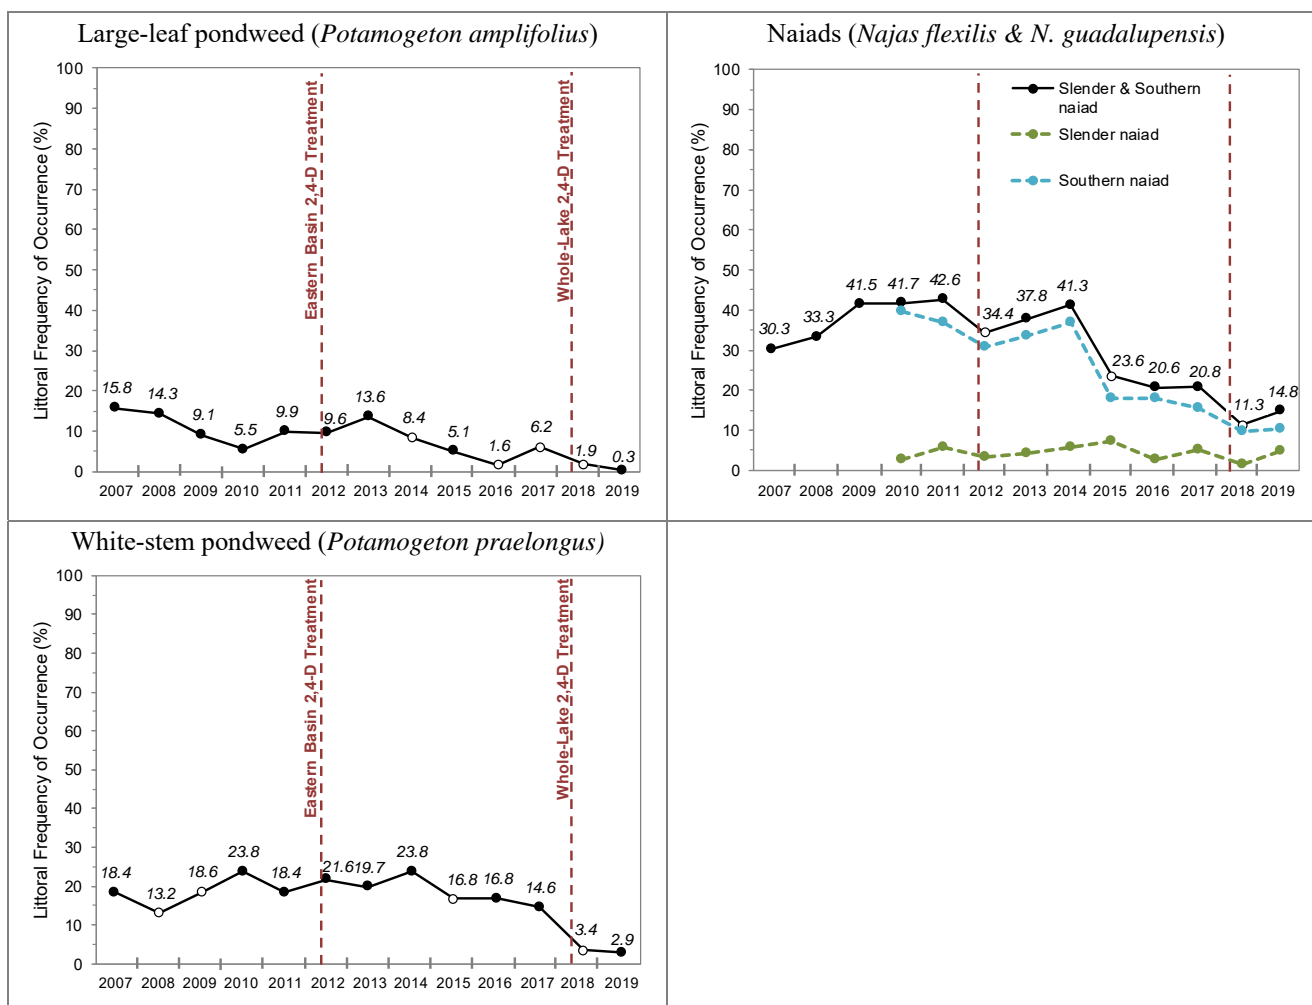 Large-leaf pondweed (Potamogeton amplifolius)
Littoral Frequency of Occurrence (%)
100
90
80
70
60
50
40
30
20
10
0
Eastern Basin 2,4-D Treatment
Whole-Lake 2,4-D Treatment
15.8 14.3 9.1 5.5 9.9 9.6 13.6 8.4 5.1 1.6 6.2 1.9 0.3
2007 2008 2009 2010 2011 2012 2013 2014 2015 2016 2017 2018 2019
Naiads (Najas flexilis & N. guadalupensis)
Littoral Frequency of Occurrence (%)
100
90
80
70
60
50
40
30
20
10
0
Slender & Southern
naiad
Slender naiad
Southern naiad
30.3 33.3 41.5 41.7 42.6 34.4 37.8 41.3 23.6 20.6 20.8 11.3 14.8
2007 2008 2009 2010 2011 2012 2013 2014 2015 2016 2017 2018 2019
White-stem pondweed (Potamogeton praelongus)
Littoral Frequency of Occurrence (%)
100
90
80
70
60
50
40
30
20
10
0
Eastern Basin 2,4-D Treatment
Whole-Lake 2,4-D Treatment
18.4 13.2 18.6 23.8 18.4 21.6 19.7 23.8 16.8 16.8 14.6 3.4 2.9
2007 2008 2009 2010 2011 2012 2013 2014 2015 2016 2017 2018 2019